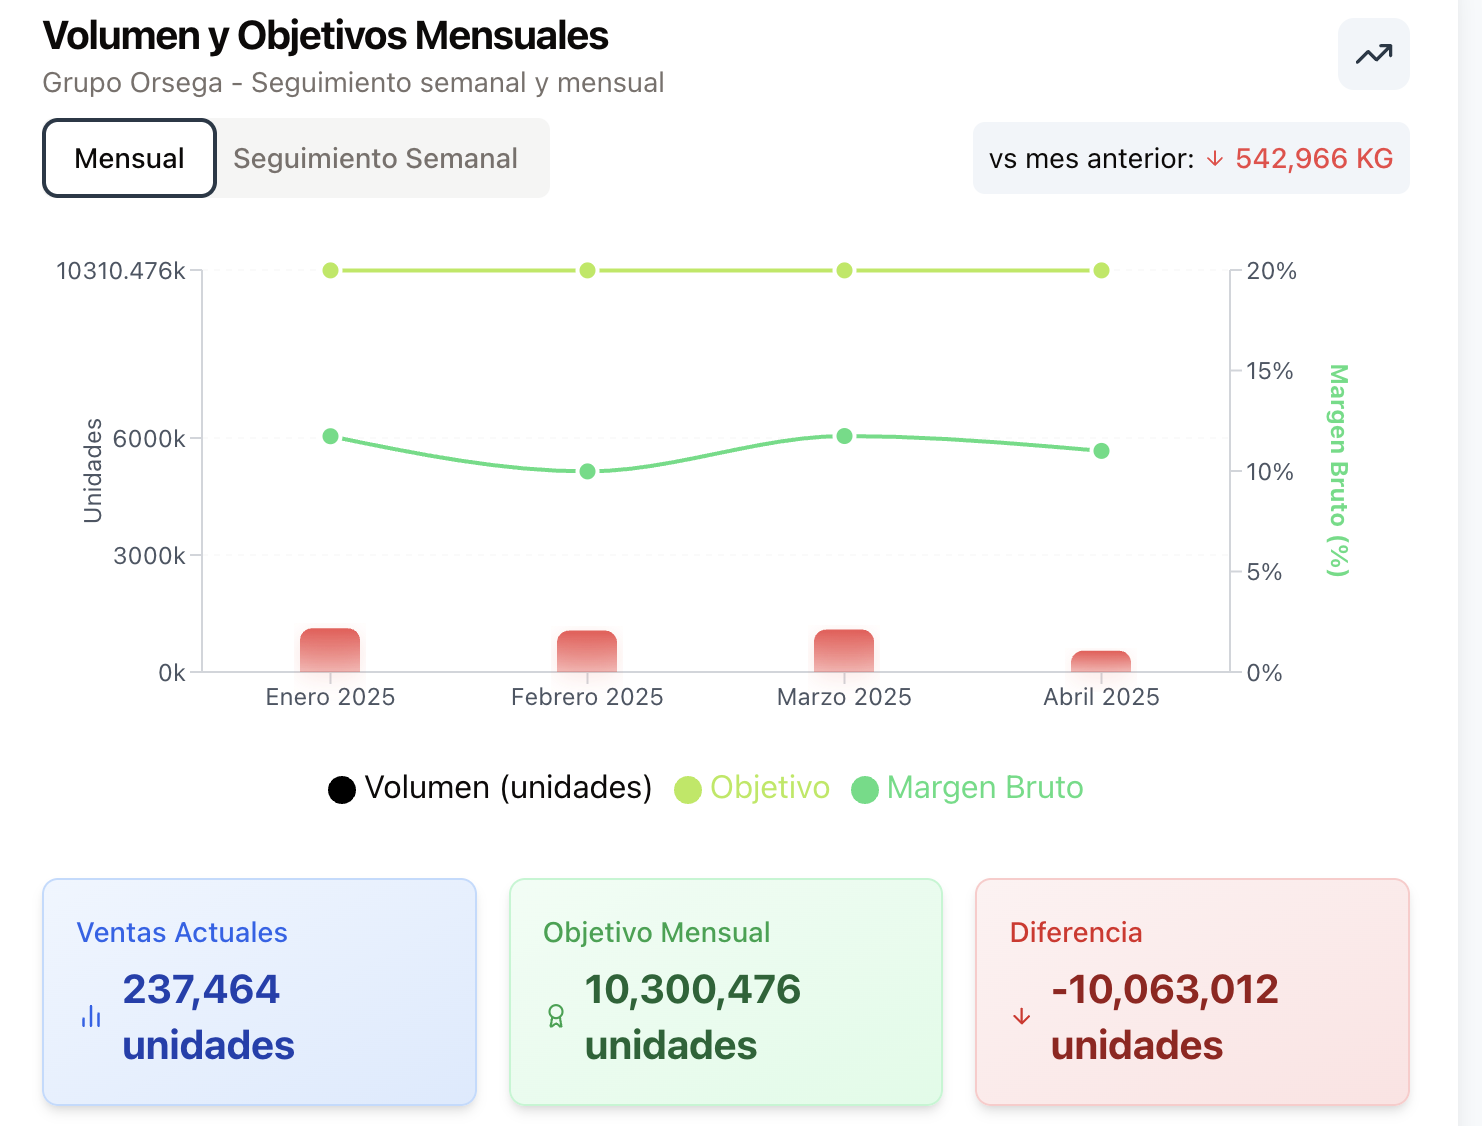 Volumen y Objetivos Mensuales
Grupo Orsega - Seguimiento semanal y mensual
Mensual
Seguimiento Semanal
vs mes anterior: ↓ 542,966 KG
10310.476k
6000k
3000k
0k
Unidades
20%
15%
10%
5%
0%
Margen Bruto (%)
Enero 2025
Febrero 2025
Marzo 2025
Abril 2025
Volumen (unidades)
Objetivo
Margen Bruto
Ventas Actuales
237,464
unidades
Objetivo Mensual
10,300,476
unidades
Diferencia
-10,063,012
unidades